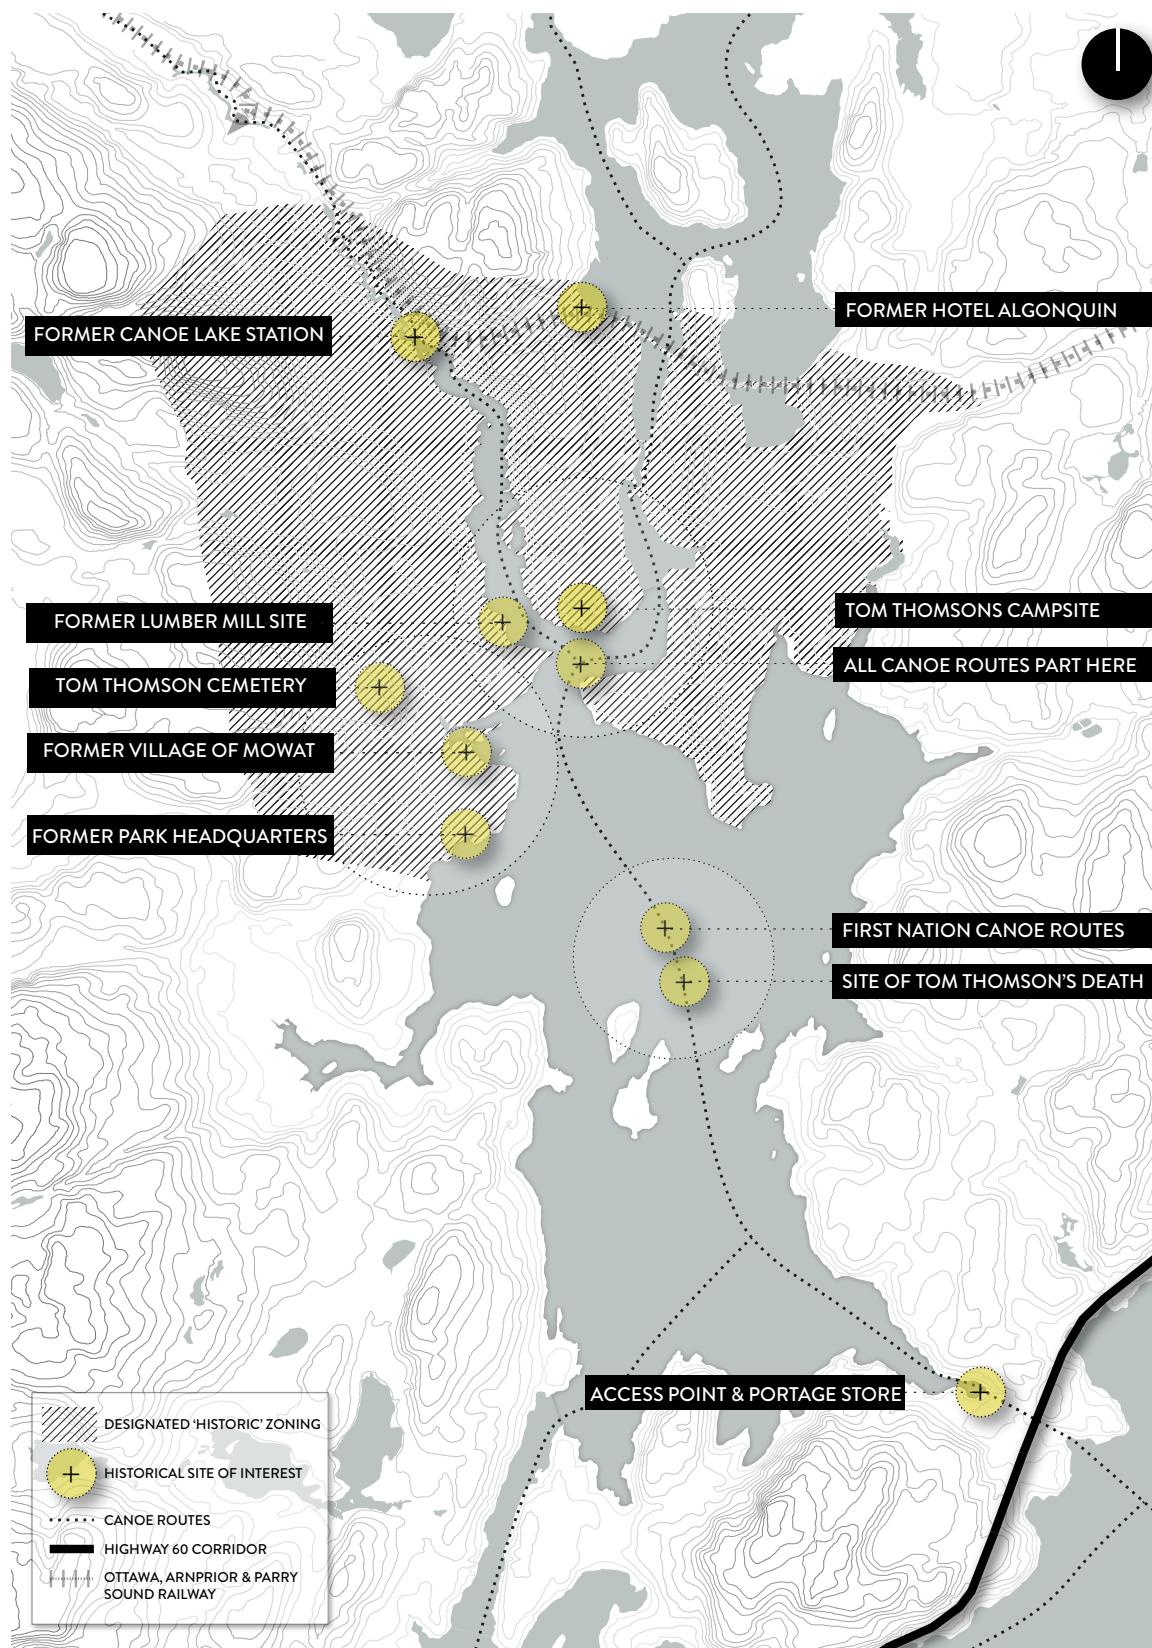 FORMER HOTEL ALGONQUIN
FORMER CANOE LAKE STATION
FORMER LUMBER MILL SITE
TOM THOMSONS CAMPSITE
ALL CANOE ROUTES PART HERE
TOM THOMSON CEMETERY
FORMER VILLAGE OF MOWAT
FORMER PARK HEADQUARTERS
FIRST NATION CANOE ROUTES
SITE OF TOM THOMSON'S DEATH
ACCESS POINT & PORTAGE STORE
DESIGNATED 'HISTORIC' ZONING
HISTORICAL SITE OF INTEREST
CANOE ROUTES
HIGHWAY 60 CORRIDOR
OTTAWA, ARNPRIOR & PARRY
SOUND RAILWAY